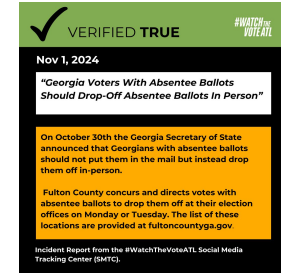 VERIFIED TRUE
#WATCHTHE
VOTEATL
Nov 1, 2024
“Georgia Voters With Absentee Ballots
Should Drop-Off Absentee Ballots In Person”
On October 30th the Georgia Secretary of State
announced that Georgians with absentee ballots
should not put them in the mail but instead drop
them off in-person.
Fulton County concurs and directs votes with
absentee ballots to drop them off at their election
offices on Monday or Tuesday. The list of these
locations are provided at fultoncountyga.gov.
Incident Report from the #WatchTheVoteATL Social Media
Tracking Center (SMTC).